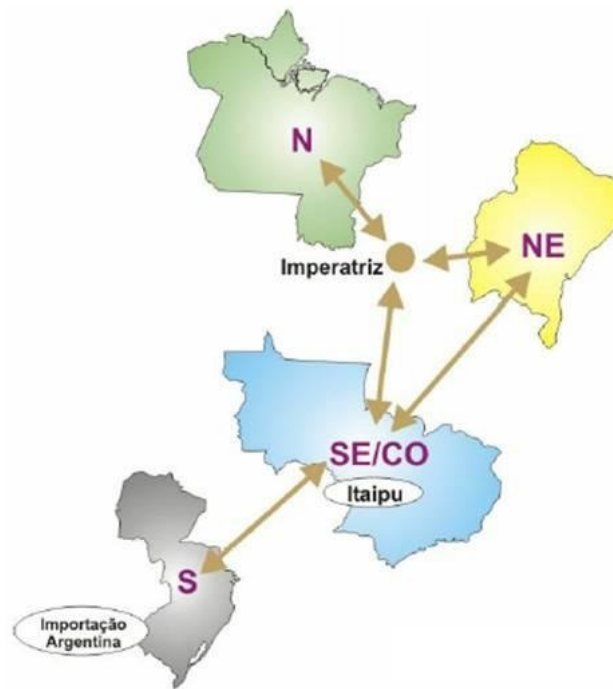 N
NE
Imperatriz
SE/CO
Itaipu
S
Importação
Argentina